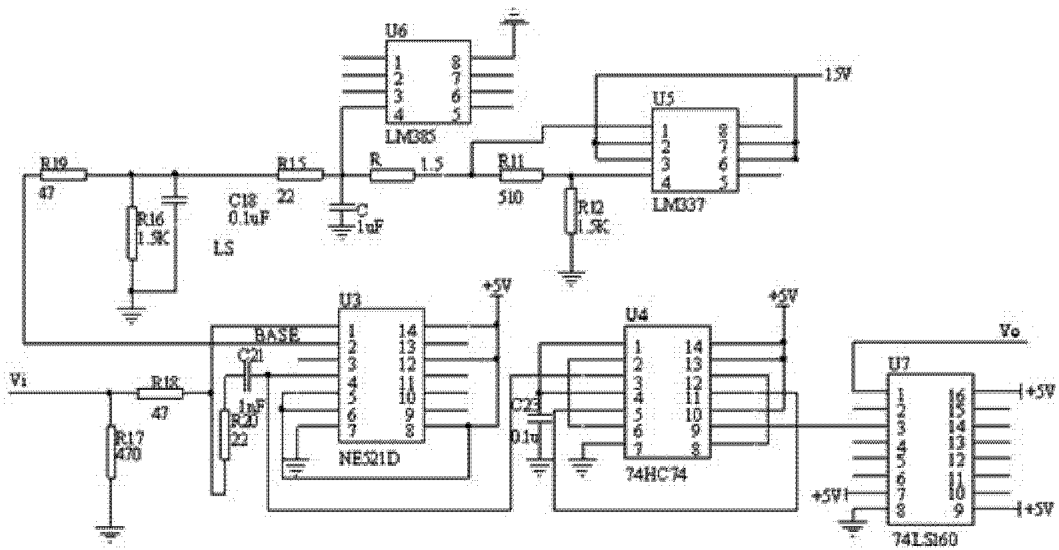 U6
1 8
2 7
3 6
4 5
LM385
15V
U5
1 8
2 7
3 6
4 5
LM337
R19
47
R16
1.5K
C18
0.1uF
LS
R15
22
C
1uF
R 1.5
R11
510
R12
1.5K
U3
+5V
BASE
1 14
2 13
3 12
4 11
5 10
6 9
7 8
NE521D
Vi
R18
47
R17
470
C21
1nF
R20
22
U4
+5V
1 14
2 13
3 12
4 11
5 10
6 9
7 8
74HC74
0.1u
Vo
U7
1 16
2 15
3 14
4 13
5 12
6 11
7 10
8 9
+5V
+5V
+5V
74LS160